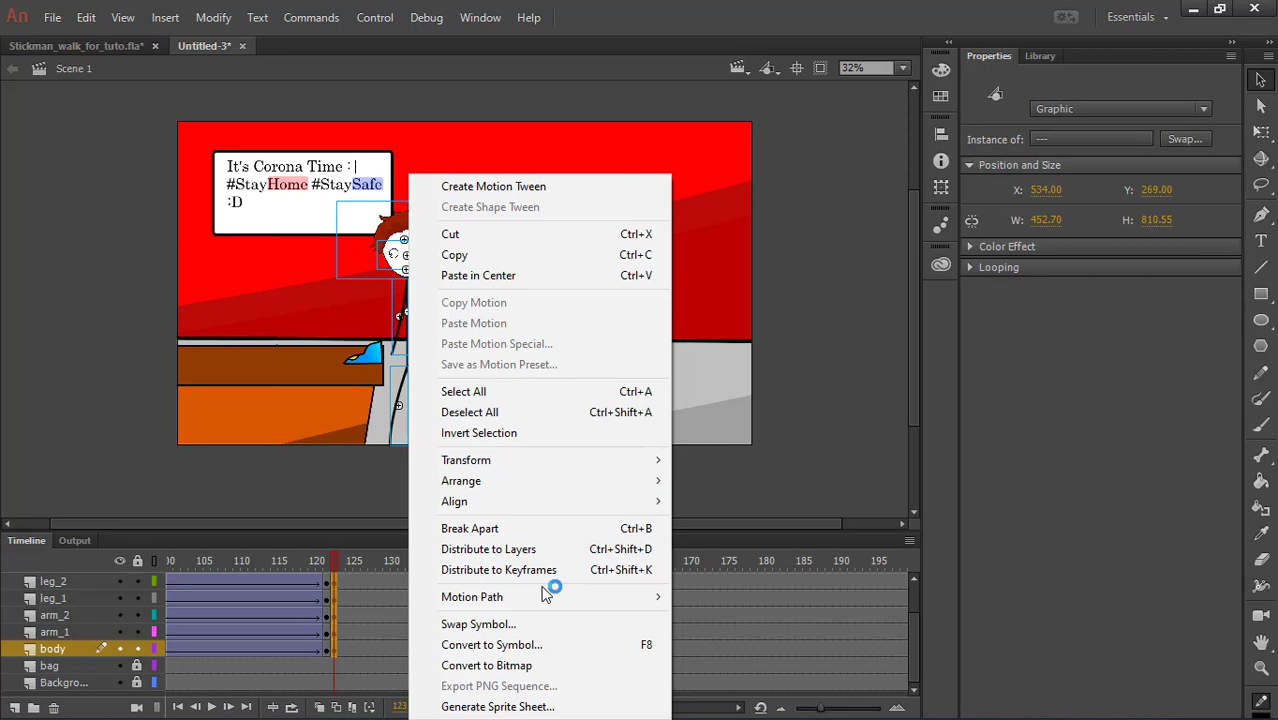 An File Edit View Insert Modify Text Commands Control Debug Window Help Essentials
Stickman_walk_for_tuto.fla* × Untitled-3* ×
Scene 1 32%
Properties Library
Graphic
Instance of: --- Swap...
Position and Size
X: 534.00 Y: 269.00
W: 452.70 H: 810.55
Color Effect
Looping
It's Corona Time :|
#StayHome #StaySafe
:D
Create Motion Tween
Create Shape Tween
Cut Ctrl+X
Copy Ctrl+C
Paste in Center Ctrl+V
Copy Motion
Paste Motion
Paste Motion Special...
Save as Motion Preset...
Select All Ctrl+A
Deselect All Ctrl+Shift+A
Invert Selection
Transform
Arrange
Align
Break Apart Ctrl+B
Distribute to Layers Ctrl+Shift+D
Distribute to Keyframes Ctrl+Shift+K
Motion Path
Swap Symbol...
Convert to Symbol... F8
Convert to Bitmap
Export PNG Sequence...
Generate Sprite Sheet...
Timeline Output
00 105 110 115 120 170 175 180 185 190 195
leg_2
leg_1
arm_2
arm_1
body
bag
Backgro...
123